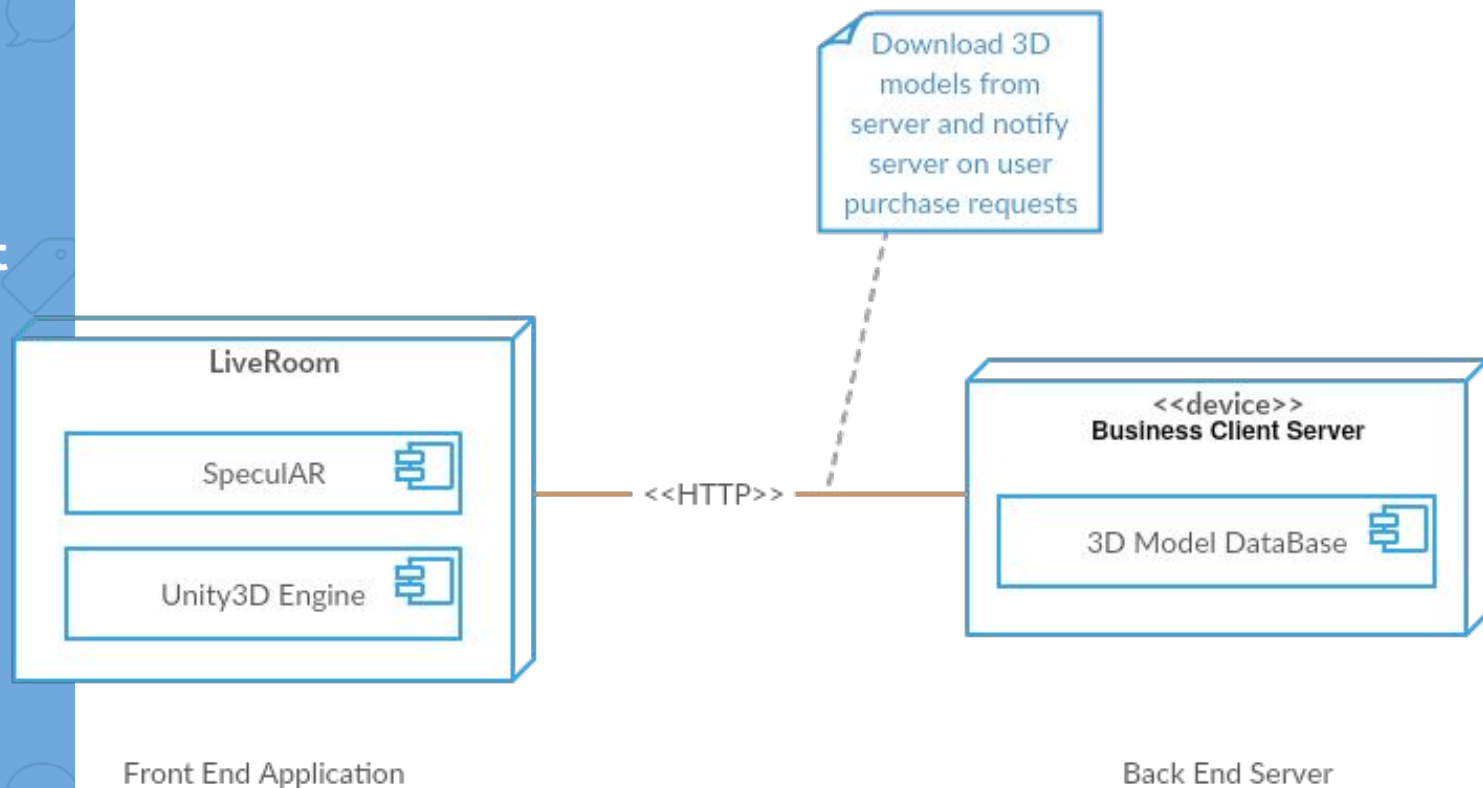 Download 3D
models from
server and notify
server on user
purchase requests
t
LiveRoom
SpeculAR
Unity3D Engine
<<HTTP>>
<<device>>
Business Client Server
3D Model DataBase
Front End Application
Back End Server